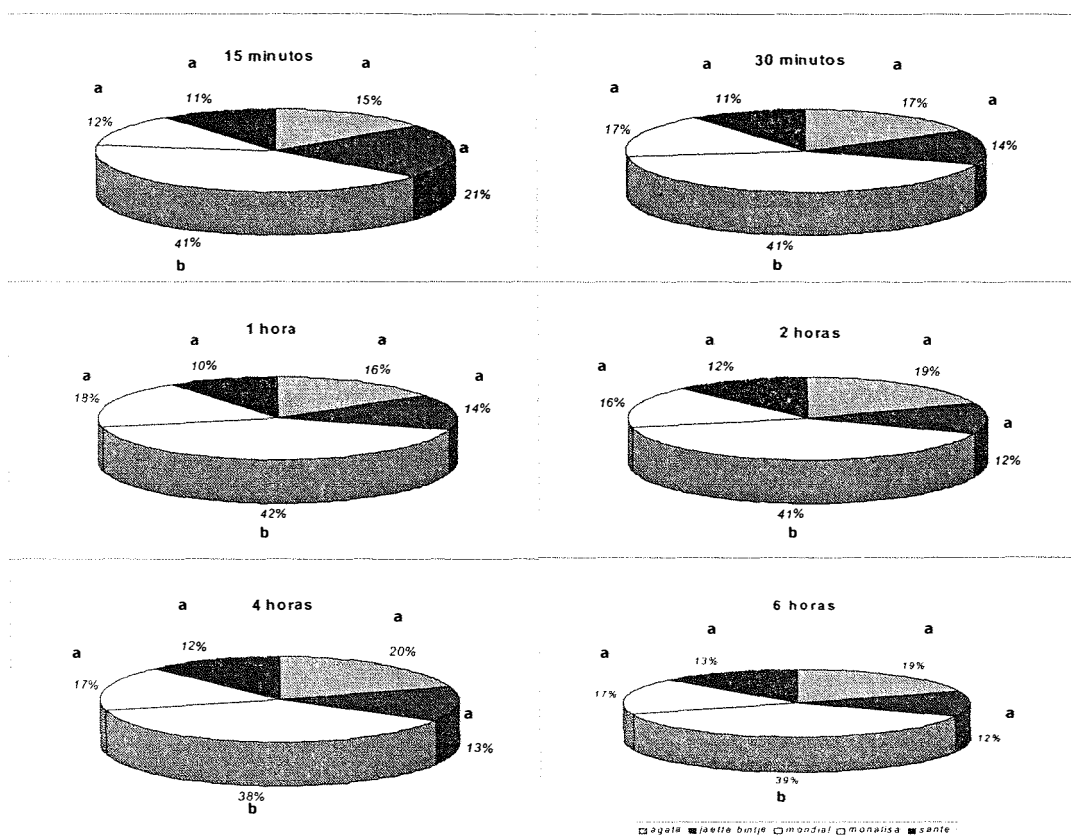 15 minutos
a
a
a
11%
15%
12%
a
21%
41%
b
30 minutos
a
a
a
11%
17%
17%
14%
41%
b
1 hora
a
a
a
a
10%
16%
18%
14%
42%
b
2 horas
a
a
a
12%
19%
16%
a
12%
41%
b
4 horas
a
a
a
12%
20%
17%
a
13%
38%
b
6 horas
a
a
a
13%
19%
17%
a
12%
39%
b
agata jaette bintje mondial monalisa sante